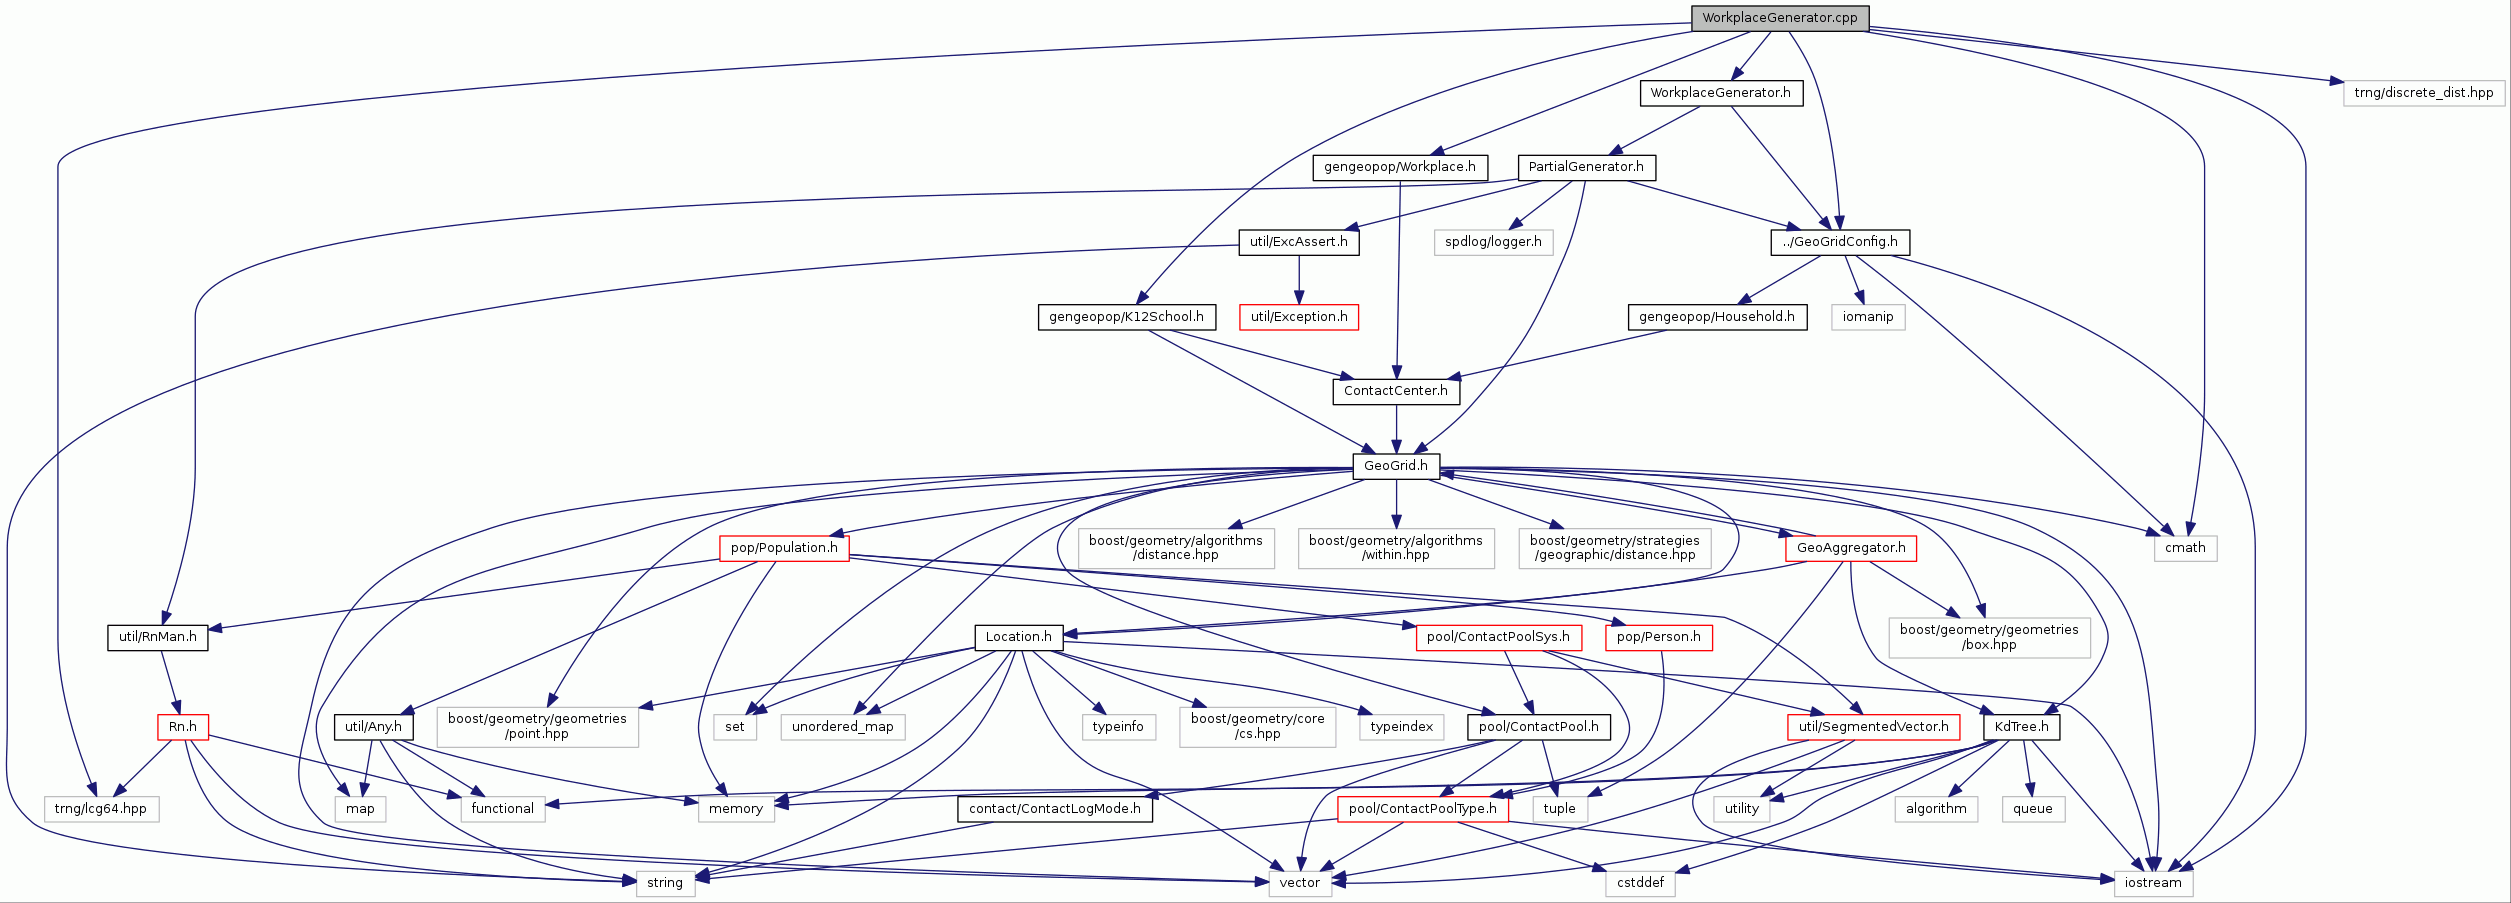 WorkplaceGenerator.cpp
WorkplaceGenerator.h
trng/discrete_dist.hpp
gengeopop/Workplace.h
PartialGenerator.h
util/ExcAssert.h
spdlog/logger.h
../GeoGridConfig.h
gengeopop/K12School.h
util/Exception.h
gengeopop/Household.h
iomanip
ContactCenter.h
GeoGrid.h
pop/Population.h
boost/geometry/algorithms
/distance.hpp
boost/geometry/algorithms
/within.hpp
boost/geometry/strategies
/geographic/distance.hpp
GeoAggregator.h
cmath
util/RnMan.h
Location.h
pool/ContactPoolSys.h
pop/Person.h
boost/geometry/geometries
/box.hpp
Rn.h
util/Any.h
boost/geometry/geometries
/point.hpp
set
unordered_map
typeinfo
boost/geometry/core
/cs.hpp
typeindex
pool/ContactPool.h
util/SegmentedVector.h
KdTree.h
trng/lcg64.hpp
map
functional
memory
contact/ContactLogMode.h
pool/ContactPoolType.h
tuple
utility
algorithm
queue
string
vector
cstddef
iostream